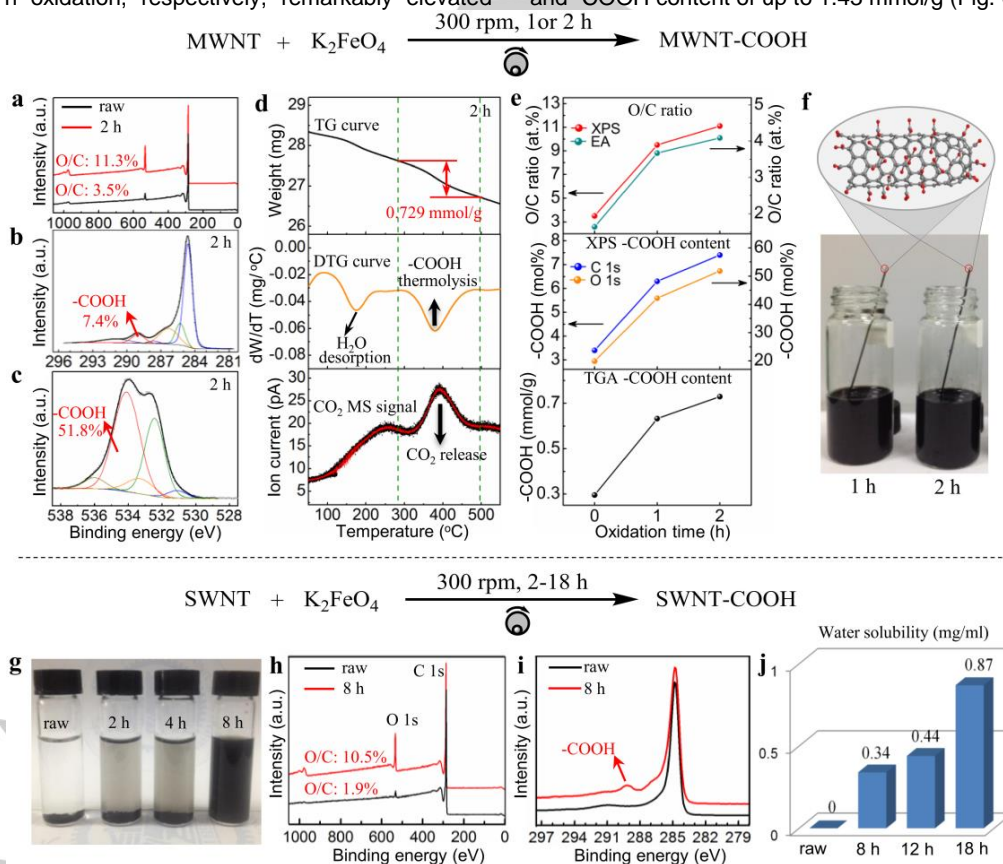 oxidation, respectively, remarkably elevated and -COOH content of up to 1.43 mmol/g (Fig.
300 rpm, 1or 2 h
MWNT + K₂FeO₄ MWNT-COOH
a
raw
2 h
O/C: 11.3%
O/C: 3.5%
Intensity (a.u.)
1000 800 600 400 200 0
b
2 h
-COOH
7.4%
Intensity (a.u.)
296 293 290 287 284 281
c
2 h
-COOH
51.8%
Intensity (a.u.)
538 536 534 532 530 528
Binding energy (eV)
d
2 h
TG curve
0.729 mmol/g
Weight (mg)
29
28
27
26
DTG curve
-COOH
thermolysis
H₂O
desorption
dW/dT (mg/°C)
0.00
-0.02
-0.04
-0.06
-0.08
CO₂ MS signal
CO₂ release
Ion current (pA)
30
25
20
15
10
5
100 200 300 400 500
Temperature (°C)
e
O/C ratio
XPS
EA
O/C ratio (at.%)
13
11
9
7
5
3
O/C ratio (at.%)
5
4
3
2
XPS -COOH content
C 1s
O 1s
-COOH (mol%)
8
7
6
5
4
3
-COOH (mol%)
60
50
40
30
20
TGA -COOH content
-COOH (mmol/g)
0.7
0.5
0.3
0 1 2
Oxidation time (h)
f
1 h 2 h
300 rpm, 2-18 h
SWNT + K₂FeO₄ SWNT-COOH
g
raw 2 h 4 h 8 h
h
raw
8 h
C 1s
O 1s
O/C: 10.5%
O/C: 1.9%
Intensity (a.u.)
1000 800 600 400 200 0
Binding energy (eV)
i
raw
8 h
-COOH
Intensity (a.u.)
297 294 291 288 285 282 279
Binding energy (eV)
j
Water solubility (mg/ml)
1
0.5
0
0 0.34 0.44 0.87
raw 8 h 12 h 18 h